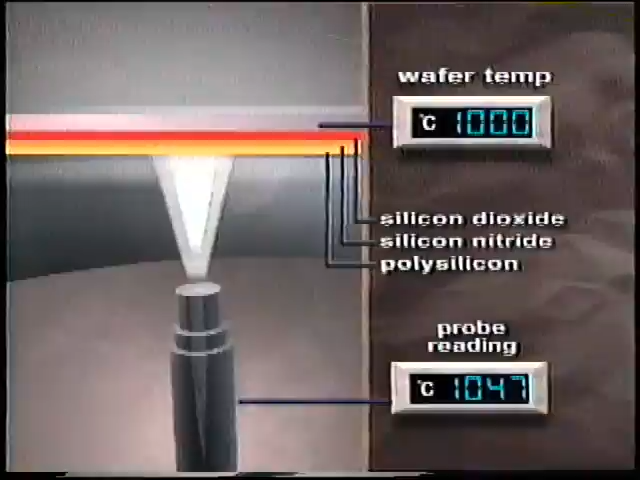 wafer temp
°C 1000
silicon dioxide
silicon nitride
polysilicon
probe
reading
°C 1047